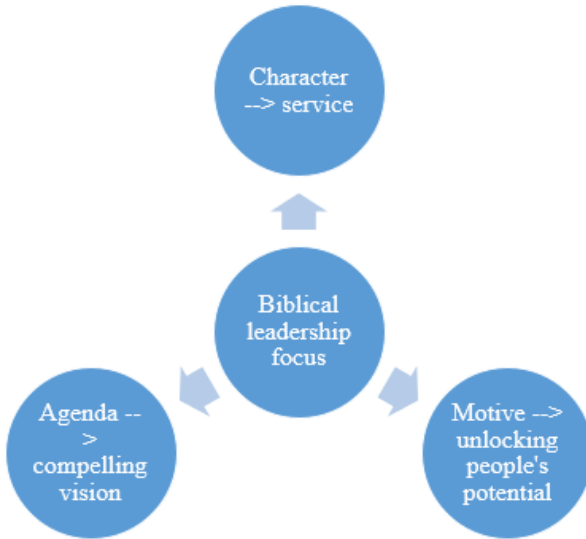 Character
--> service
Biblical
leadership
focus
Agenda --
>
compelling
vision
Motive -->
unlocking
people's
potential